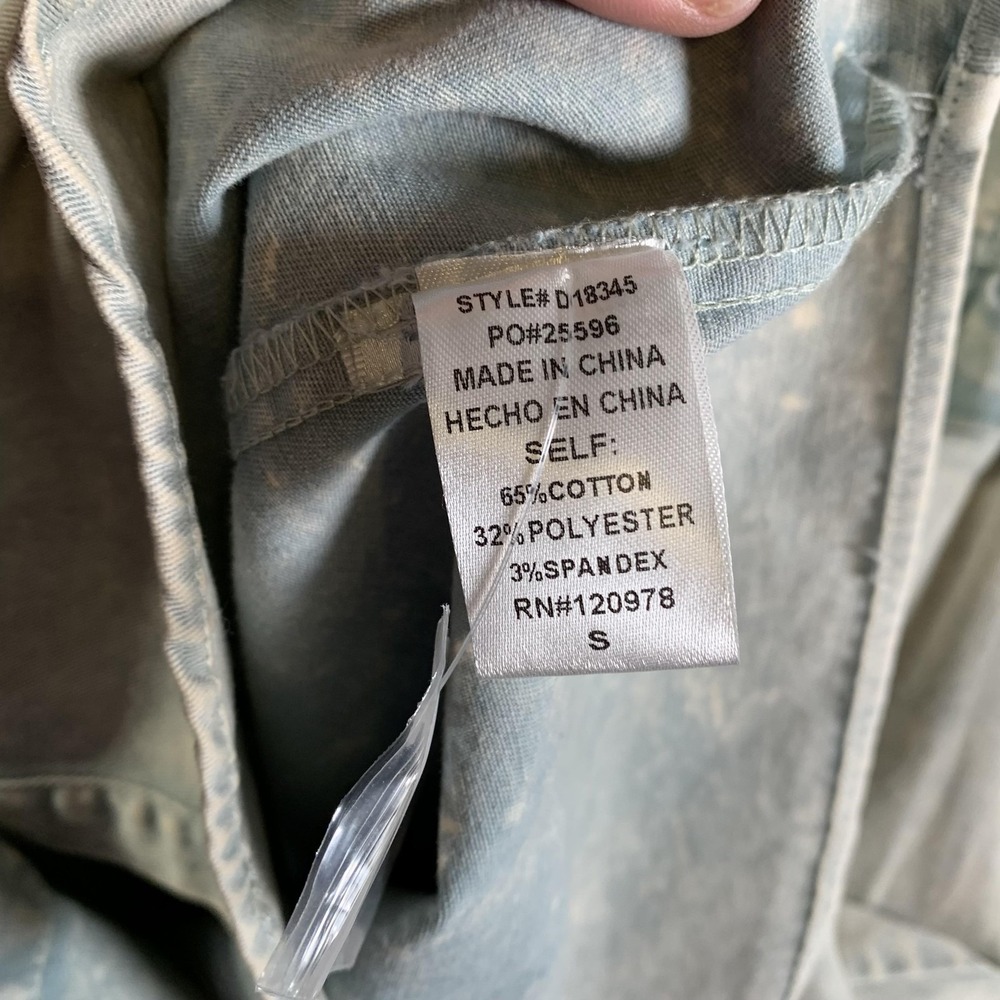 STYLE# D18345
PO#25596
MADE IN CHINA
HECHO EN CHINA
SELF:
65%COTTON
32%POLYESTER
3%SPANDEX
RN#120978
S